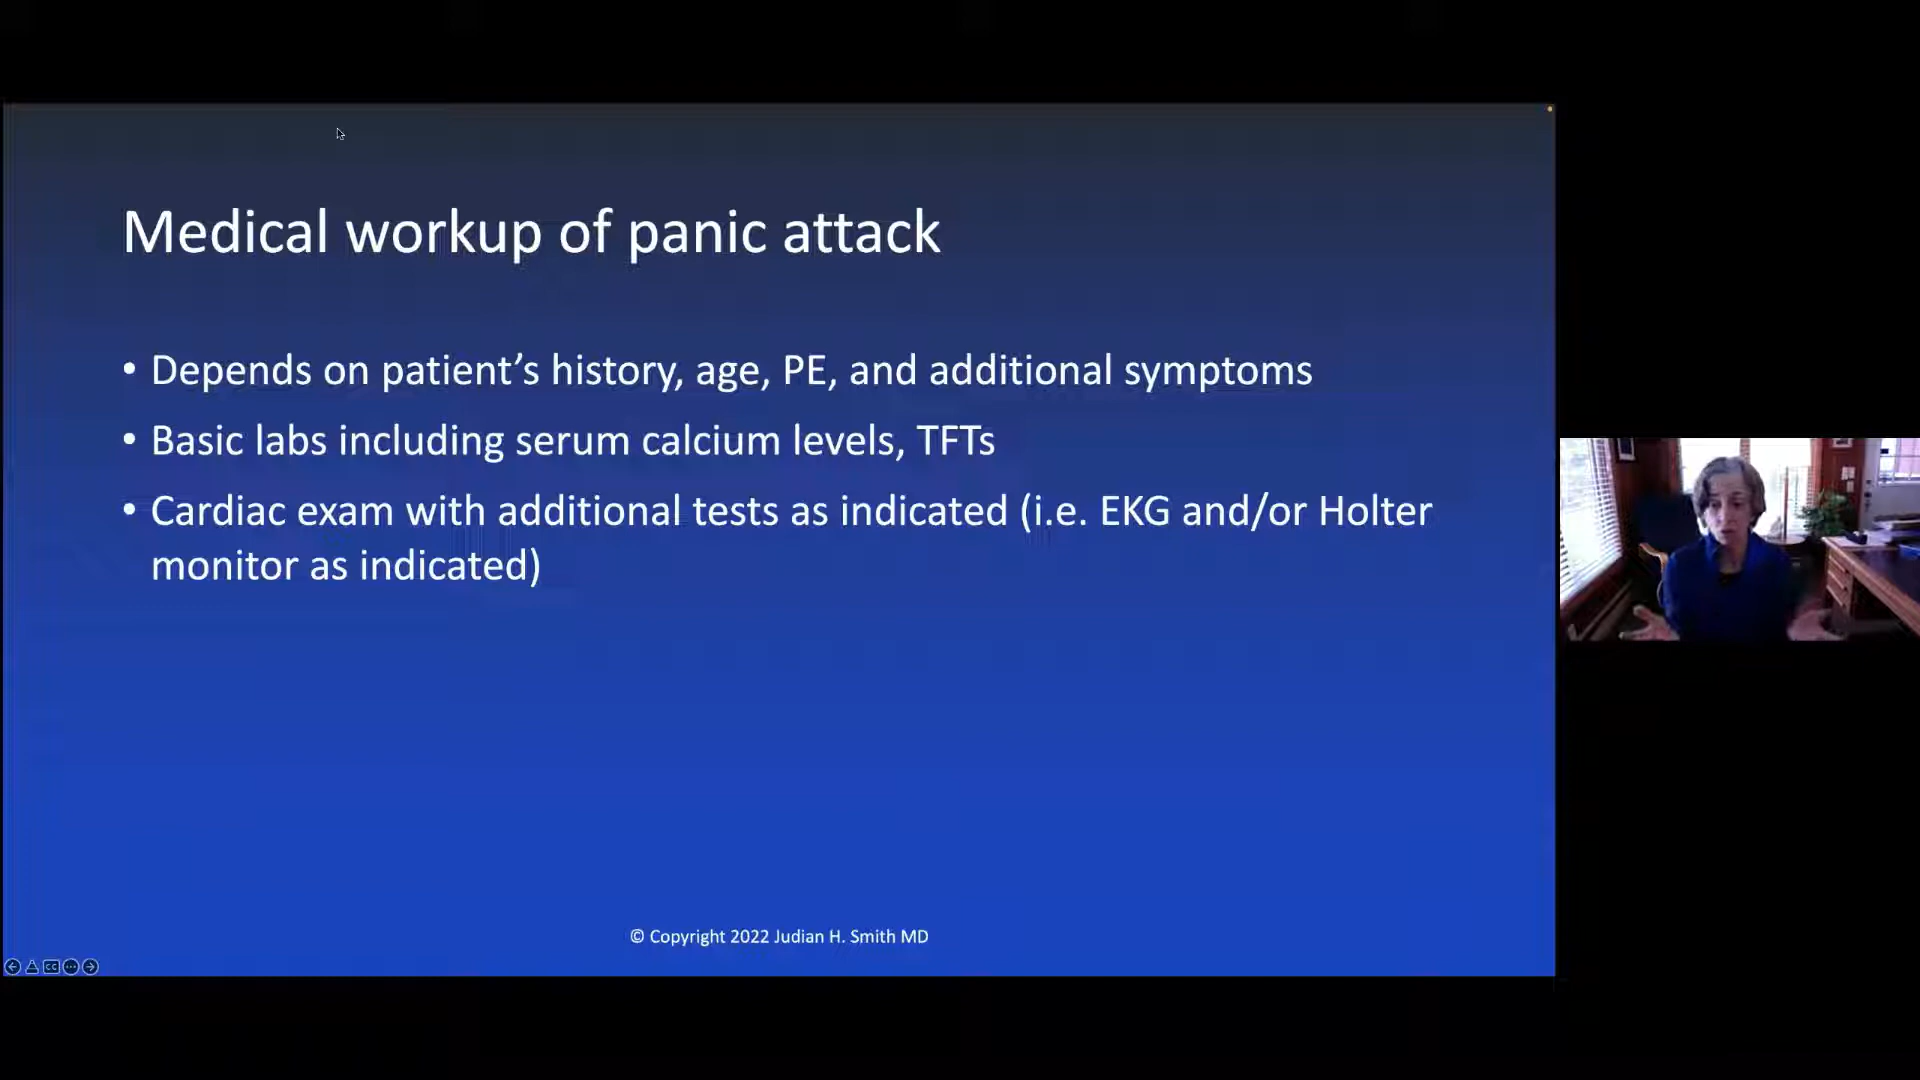 Medical workup of panic attack
• Depends on patient’s history, age, PE, and additional symptoms
• Basic labs including serum calcium levels, TFTs
• Cardiac exam with additional tests as indicated (i.e. EKG and/or Holter
monitor as indicated)
© Copyright 2022 Judian H. Smith MD
CC